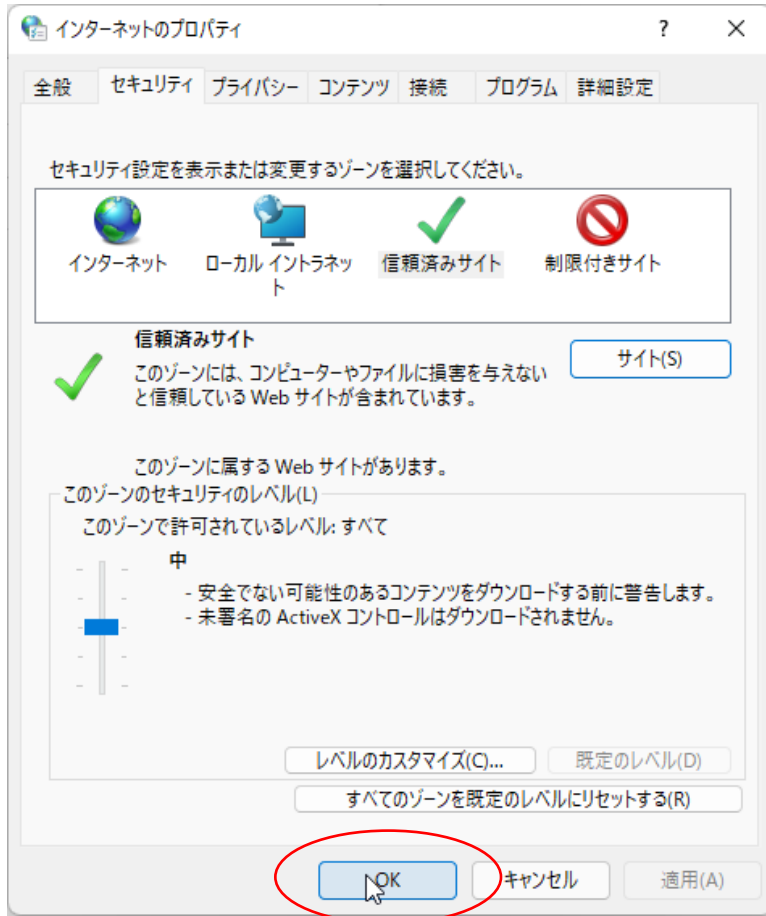 インターネットのプロパティ
?
全般 セキュリティ プライバシー コンテンツ 接続 プログラム 詳細設定
セキュリティ設定を表示または変更するゾーンを選択してください。
インターネット
ローカル イントラネッ
ト
信頼済みサイト
制限付きサイト
信頼済みサイト
このゾーンには、コンピューターやファイルに損害を与えない
と信頼している Web サイトが含まれています。
サイト(S)
このゾーンに属する Web サイトがあります。
このゾーンのセキュリティのレベル(L)
このゾーンで許可されているレベル: すべて
中
- 安全でない可能性のあるコンテンツをダウンロードする前に警告します。
- 未署名の ActiveX コントロールはダウンロードされません。
レベルのカスタマイズ(C)... 既定のレベル(D)
すべてのゾーンを既定のレベルにリセットする(R)
OK キャンセル 適用(A)